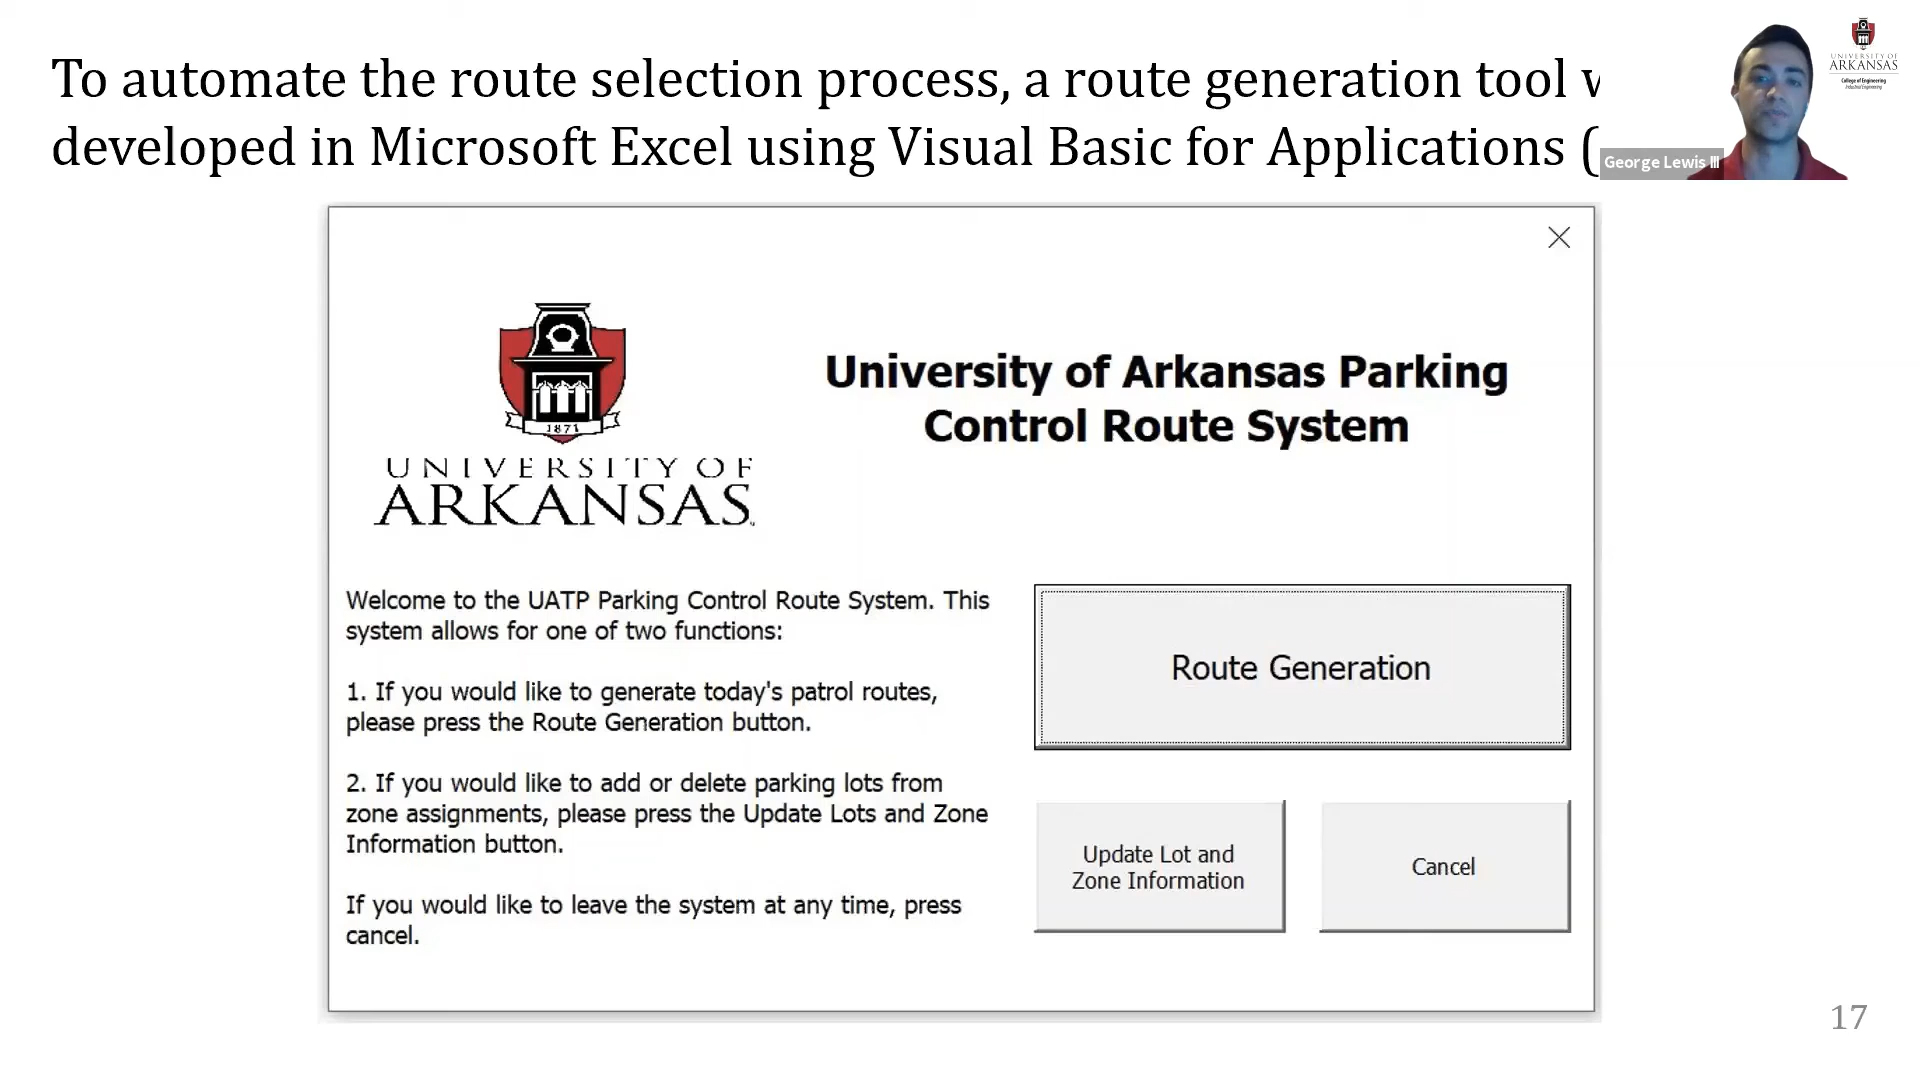 To automate the route selection process, a route generation tool
developed in Microsoft Excel using Visual Basic for Applications (
George Lewis III
UNIVERSITY OF
ARKANSAS
College of Engineering
Industrial Engineering
1871
UNIVERSITY OF
ARKANSAS
University of Arkansas Parking
Control Route System
Welcome to the UATP Parking Control Route System. This
system allows for one of two functions:
1. If you would like to generate today's patrol routes,
please press the Route Generation button.
2. If you would like to add or delete parking lots from
zone assignments, please press the Update Lots and Zone
Information button.
If you would like to leave the system at any time, press
cancel.
Route Generation
Update Lot and
Zone Information
Cancel
17